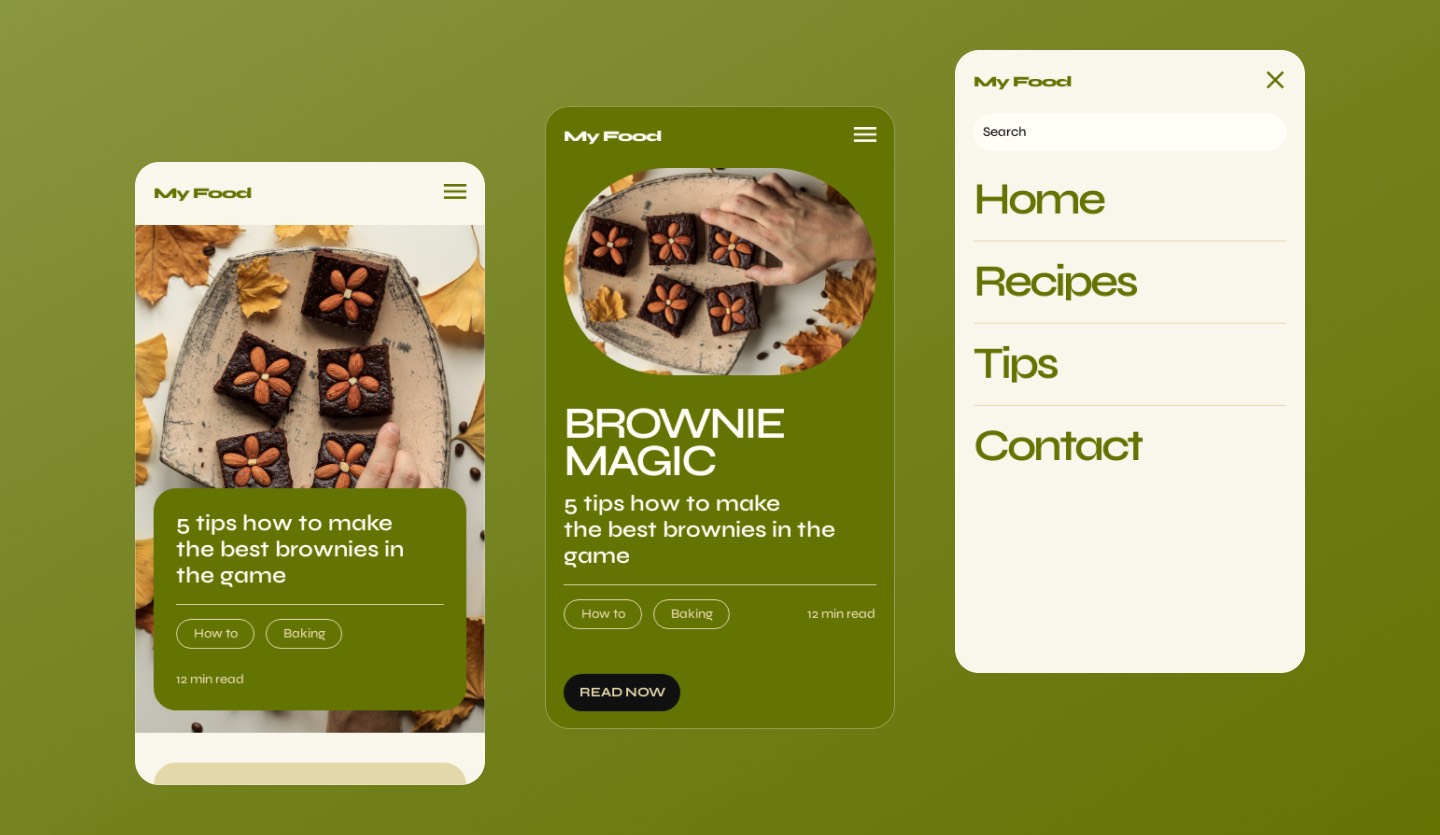 My Food
5 tips how to make
the best brownies in
the game
How to
Baking
12 min read
My Food
BROWNIE
MAGIC
5 tips how to make
the best brownies in the
game
How to
Baking
12 min read
READ NOW
My Food
Search
Home
Recipes
Tips
Contact